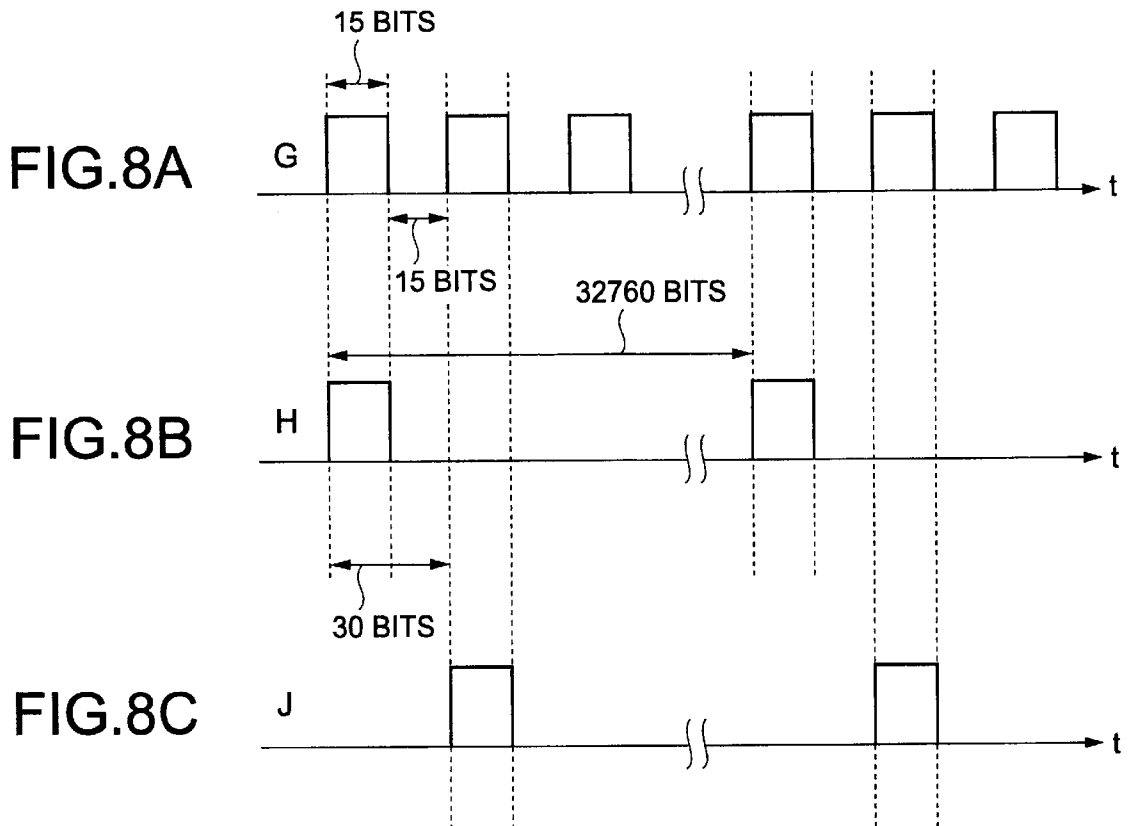 15 BITS
FIG.8A
G
t
15 BITS
32760 BITS
FIG.8B
H
t
30 BITS
FIG.8C
J
t